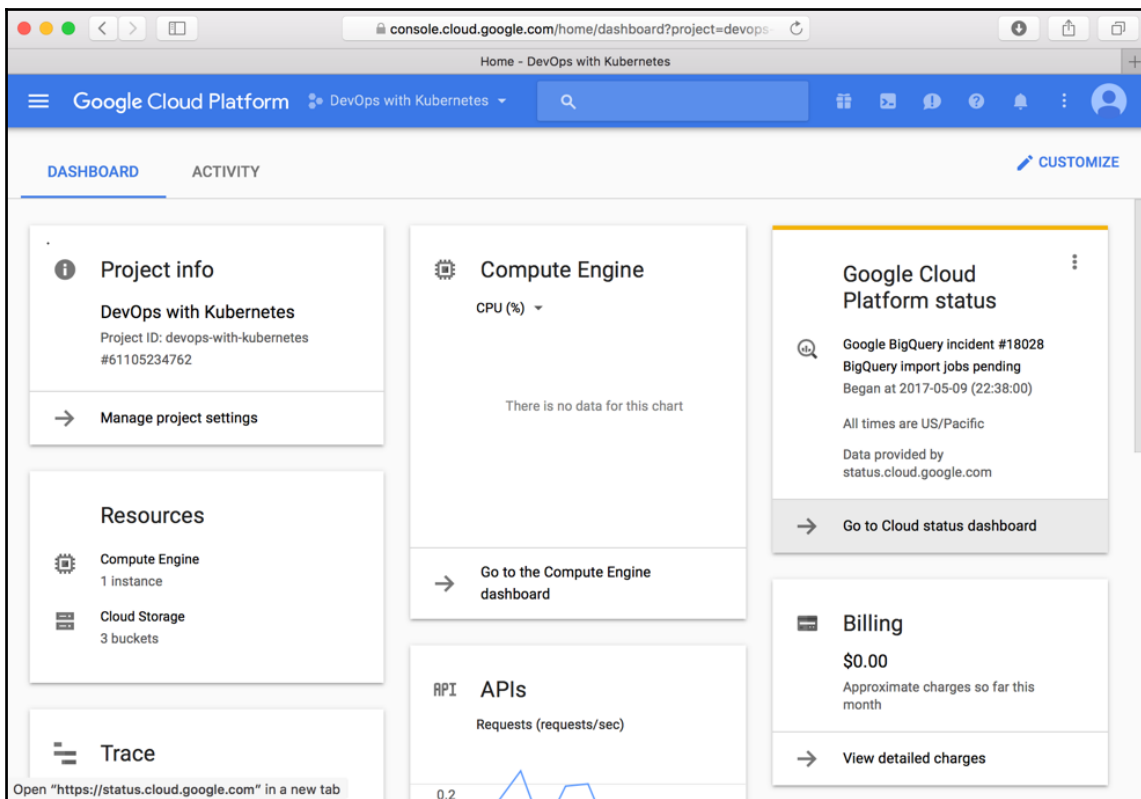 console.cloud.google.com/home/dashboard?project=devops-
Home - DevOps with Kubernetes
Google Cloud Platform DevOps with Kubernetes
DASHBOARD ACTIVITY
CUSTOMIZE
Project info
DevOps with Kubernetes
Project ID: devops-with-kubernetes
#61105234762
Manage project settings
Resources
Compute Engine
1 instance
Cloud Storage
3 buckets
Trace
Compute Engine
CPU (%)
There is no data for this chart
Go to the Compute Engine
dashboard
API APIs
Requests (requests/sec)
0.2
Google Cloud
Platform status
Google BigQuery incident #18028
BigQuery import jobs pending
Began at 2017-05-09 (22:38:00)
All times are US/Pacific
Data provided by
status.cloud.google.com
Go to Cloud status dashboard
Billing
$0.00
Approximate charges so far this
month
View detailed charges
Open "https://status.cloud.google.com" in a new tab